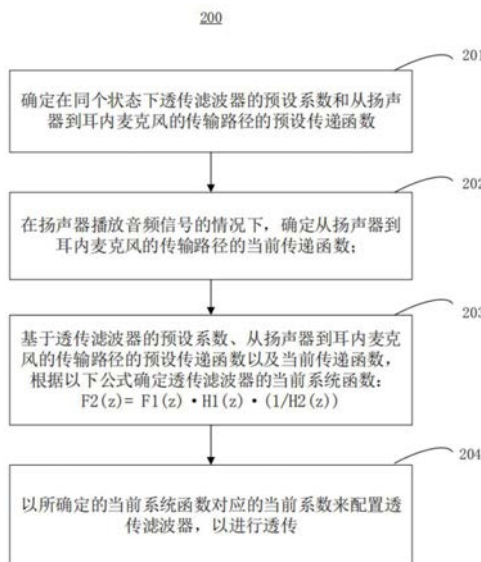 200
201
确定在同个状态下透传滤波器的预设系数和从扬声
器到耳内麦克风的传输路径的预设传递函数
202
在扬声器播放音频信号的情况下，确定从扬声器到
耳内麦克风的传输路径的当前传递函数；
203
基于透传滤波器的预设系数、从扬声器到耳内麦克
风的传输路径的预设传递函数以及当前传递函数，
根据以下公式确定透传滤波器的当前系统函数：
F2(z)= F1(z)·H1(z)·(1/H2(z))
204
以所确定的当前系统函数对应的当前系数来配置透
传滤波器，以进行透传